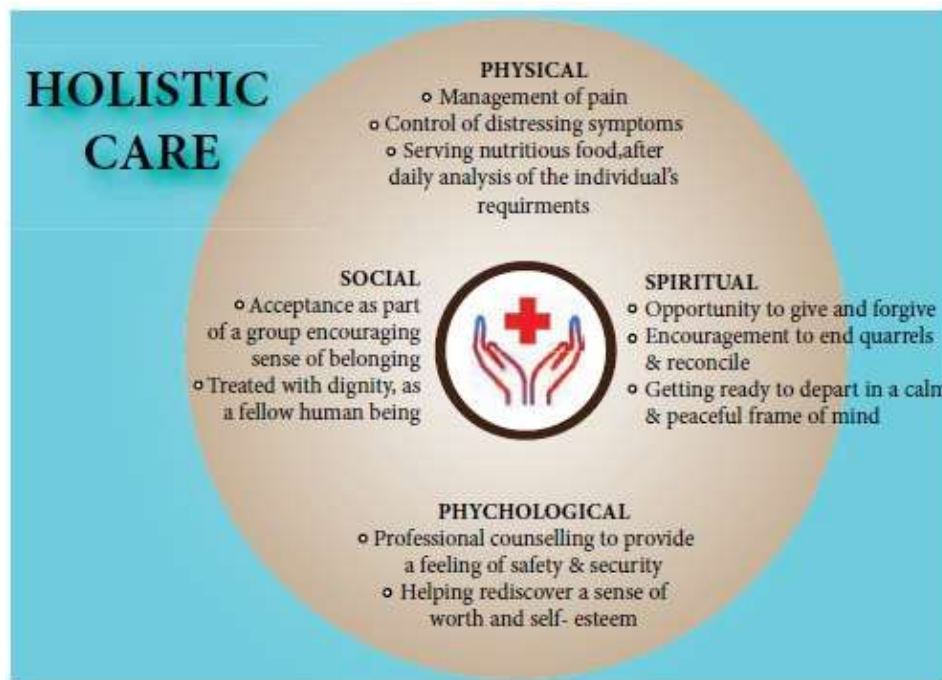 HOLISTIC
CARE
PHYSICAL
Management of pain
Control of distressing symptoms
Serving nutritious food,after
daily analysis of the individual's
requirments
SOCIAL
Acceptance as part
of a group encouraging
sense of belonging
Treated with dignity, as
a fellow human being
SPIRITUAL
Opportunity to give and forgive
Encouragement to end quarrels
& reconcile
Getting ready to depart in a calm
& peaceful frame of mind
PHYCHOLOGICAL
Professional counselling to provide
a feeling of safety & security
Helping rediscover a sense of
worth and self- esteem